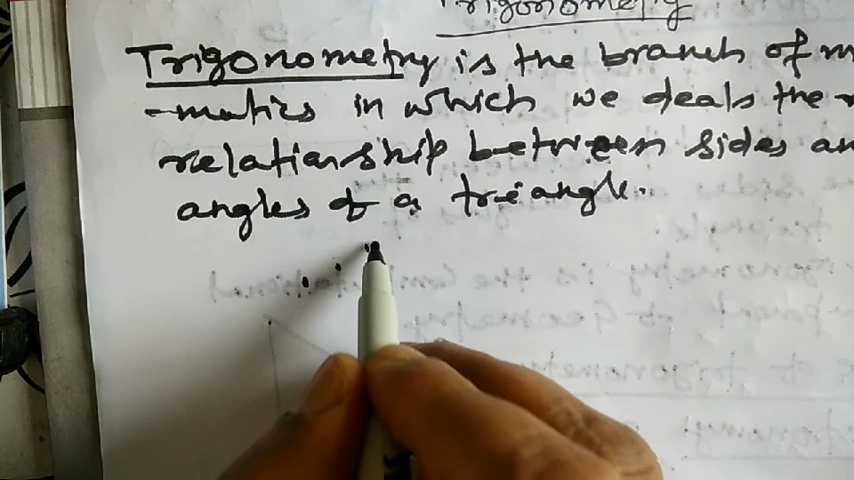 Trigonometry
Trigonometry is the branch of m
-matics in which we deals the r
relationship between sides an
angles of a triangle.